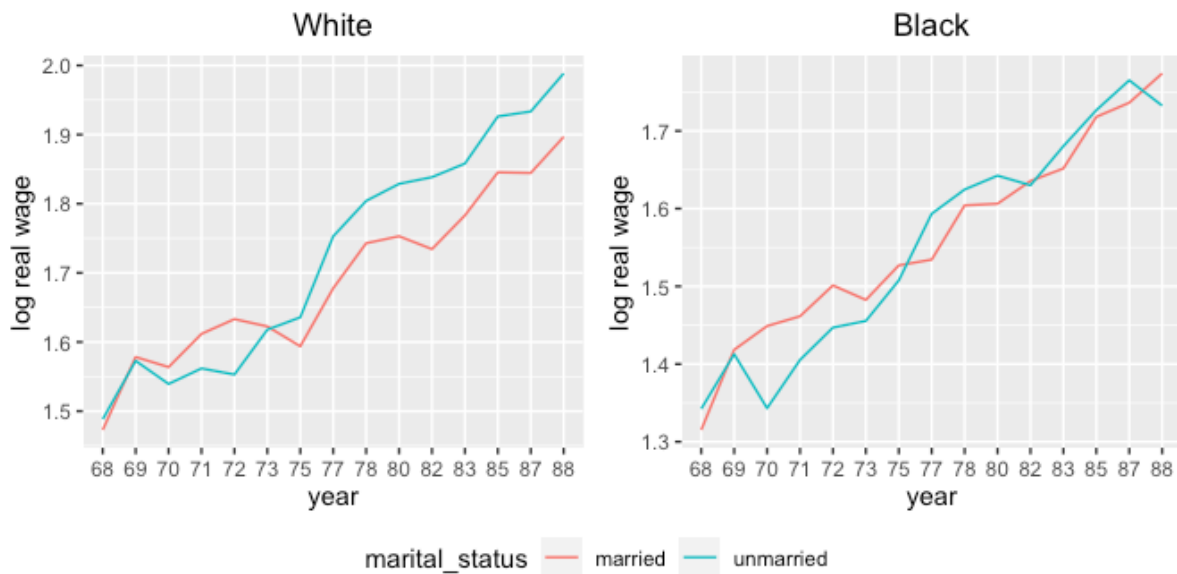 White
2.0
1.9
1.8
1.7
1.6
1.5
log real wage
68 69 70 71 72 73 75 77 78 80 82 83 85 87 88
year
Black
1.7
1.6
1.5
1.4
1.3
log real wage
68 69 70 71 72 73 75 77 78 80 82 83 85 87 88
year
marital_status married unmarried